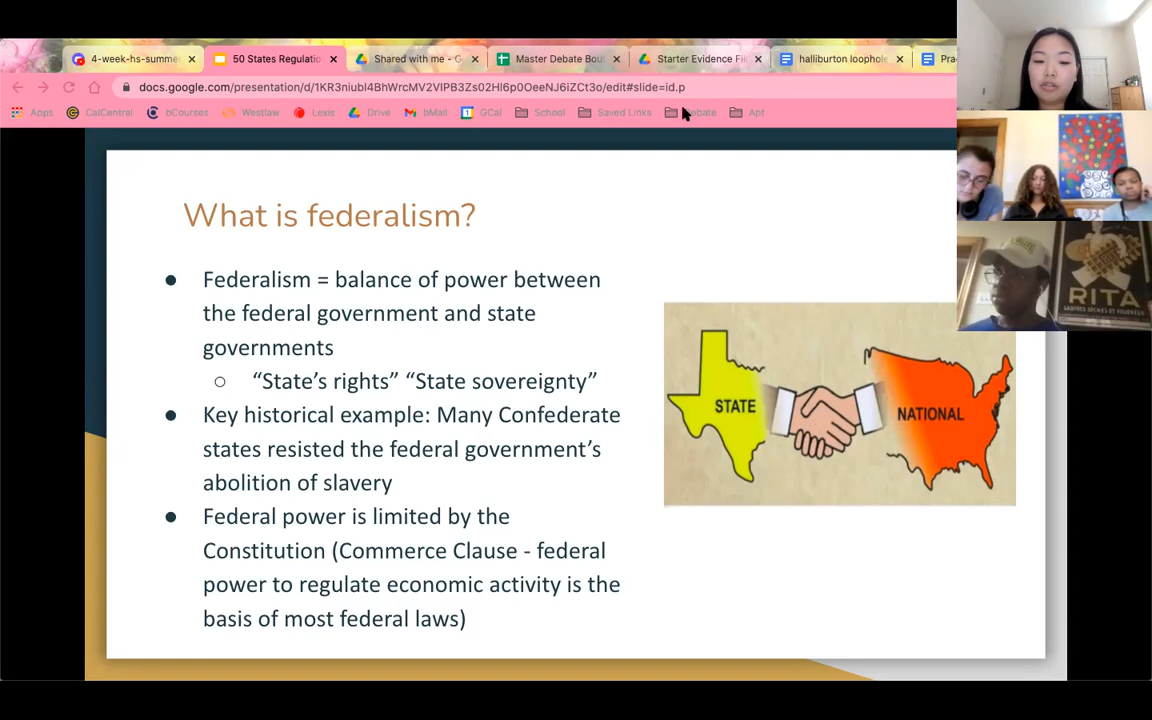 4-week-hs-summe
50 States Regulatio
Shared with me - G
Master Debate Bou
Starter Evidence Fi
halliburton loophole
Pra
docs.google.com/presentation/d/1KR3niubl4BhWrcMV2VIPB3Zs02Hl6p0OeeNJ6iZCt3o/edit#slide=id.p
Apps
CalCentral
bCourses
Westlaw
Lexis
Drive
bMail
GCal
School
Saved Links
Debate
Apt
What is federalism?
● Federalism = balance of power between
the federal government and state
governments
○ “State’s rights” “State sovereignty”
● Key historical example: Many Confederate
states resisted the federal government’s
abolition of slavery
● Federal power is limited by the
Constitution (Commerce Clause - federal
power to regulate economic activity is the
basis of most federal laws)
STATE
NATIONAL
RITA